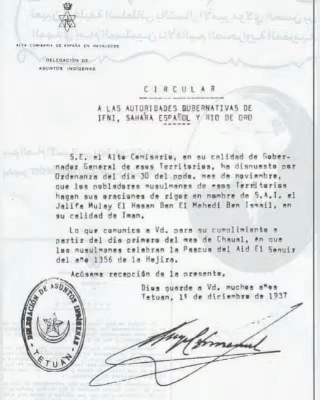 ALTA COMISARIA DE ESPAÑA EN MARRUECOS
DELEGACIÓN DE
ASUNTOS INDÍGENAS
CIRCULAR
A LAS AUTORIDADES GUBERNATIVAS DE
IFNI, SAHARA ESPAÑOL Y RIO DE ORO
S.E. el Alto Comisario, en su calidad de Gober-
nador General de esos Territorios, ha dispuesto por
Ordenanza del día 30 del ppdo. mes de noviembre,
que los pobladores musulmanes de esos Territorios
hagan sus oraciones de rigor en nombre de S.A.I. el
Jalifa Muley El Hassan Ben El Mehedi Ben Ismail, en
su calidad de Iman.
Lo que comunico a Vd. para su cumplimiento a
partir del día primero del mes de Chaual, en que
los musulmanes celebran la Pascua del Aid El Seguir
del año 1356 de la Hejira.
Acúseme recepción de la presente.
Dios guarde a Vd. muchos años
Tetuan, 1º diciembre de 1937
DELEGACIÓN DE ASUNTOS INDIGENAS
TETUAN